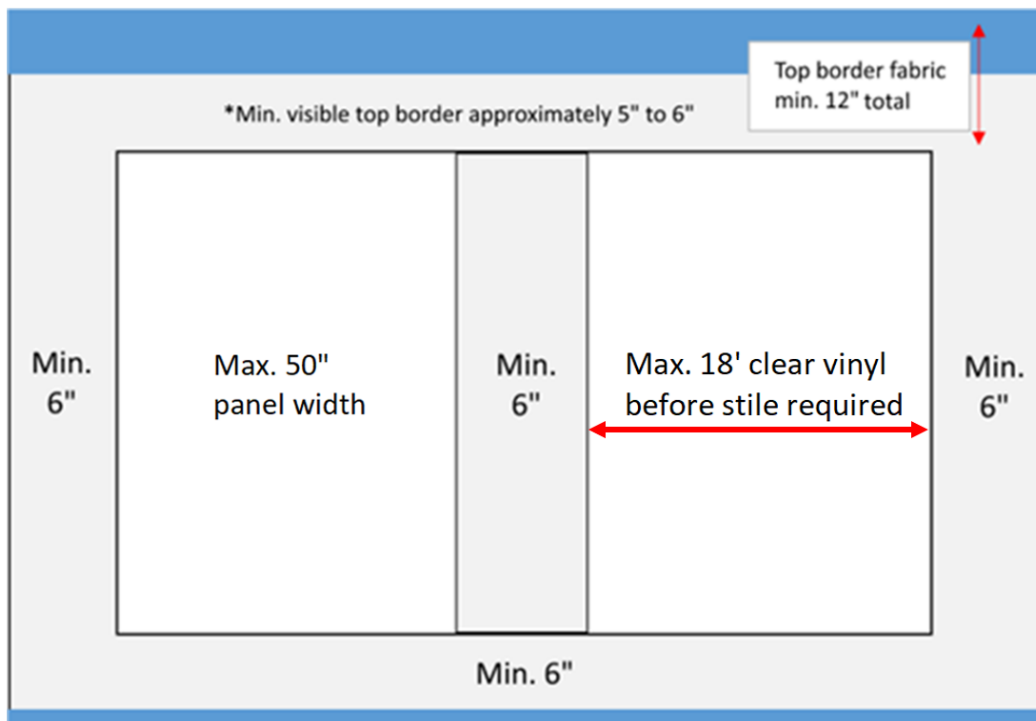 Top border fabric
min. 12" total
*Min. visible top border approximately 5" to 6"
Min.
6"
Max. 50"
panel width
Min.
6"
Max. 18' clear vinyl
before stile required
Min.
6"
Min. 6"